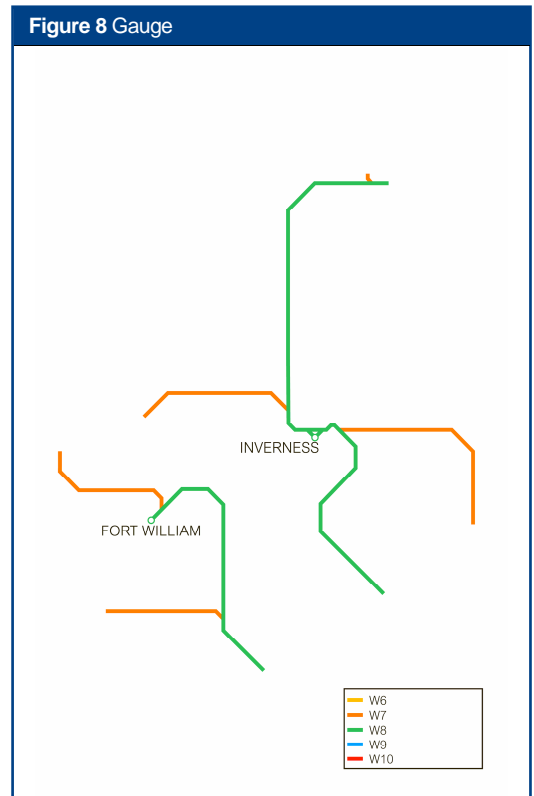 Figure 8 Gauge
INVERNESS
FORT WILLIAM
W6
W7
W8
W9
W10